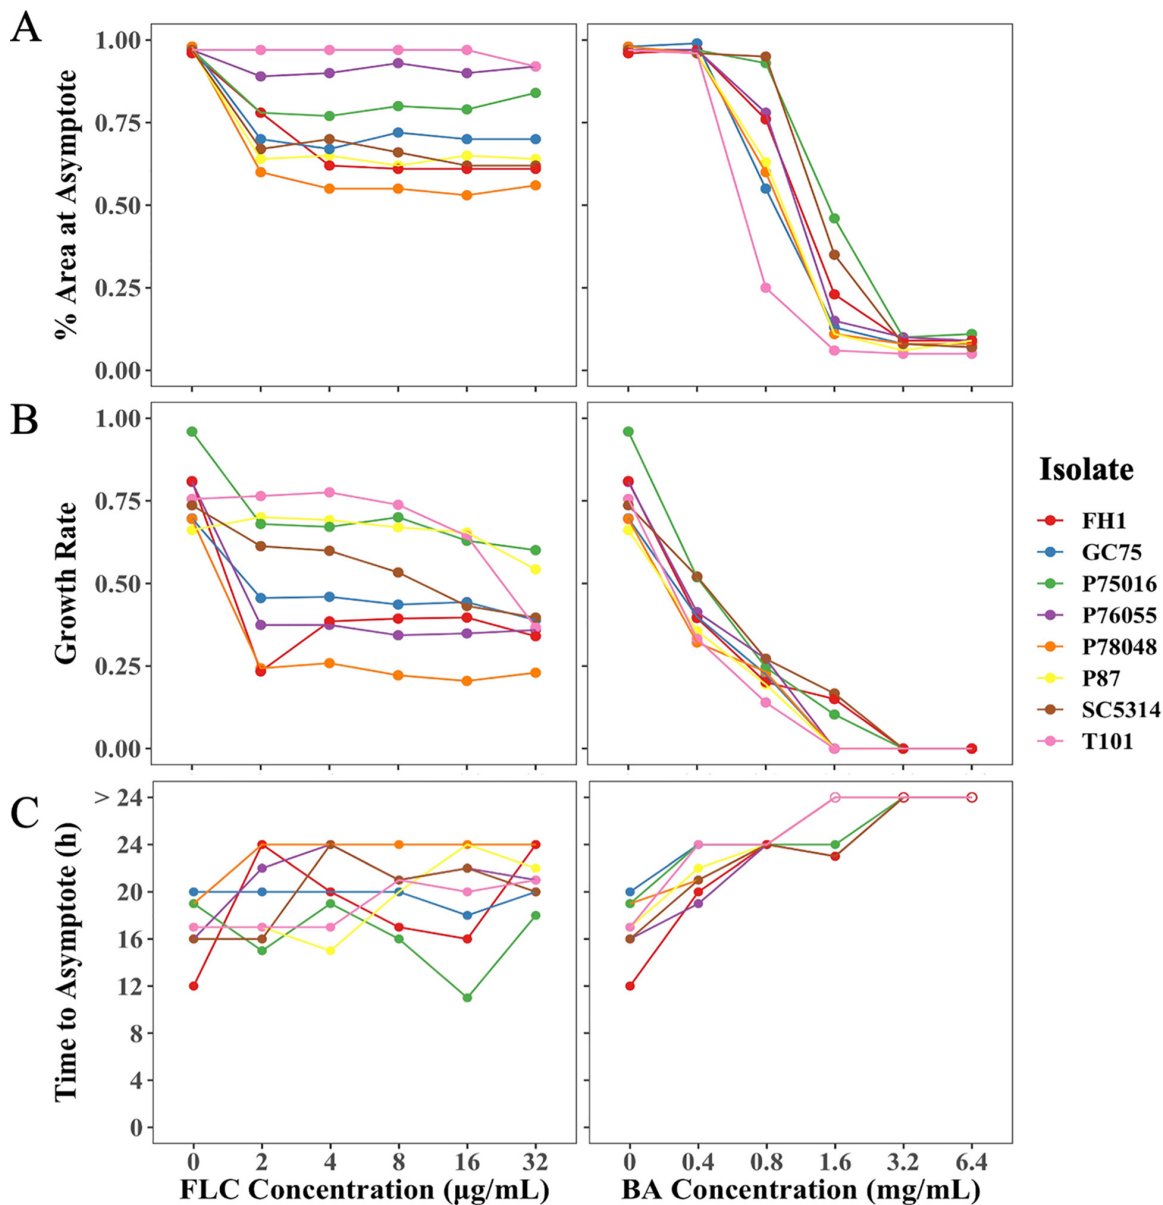 A
% Area at Asymptote
1.00
0.75
0.50
0.25
0.00
B
Growth Rate
1.00
0.75
0.50
0.25
0.00
Isolate
FH1
GC75
P75016
P76055
P78048
P87
SC5314
T101
C
Time to Asymptote (h)
> 24
24
20
16
12
8
4
0
0 2 4 8 16 32
0 0.4 0.8 1.6 3.2 6.4
FLC Concentration (µg/mL)
BA Concentration (mg/mL)